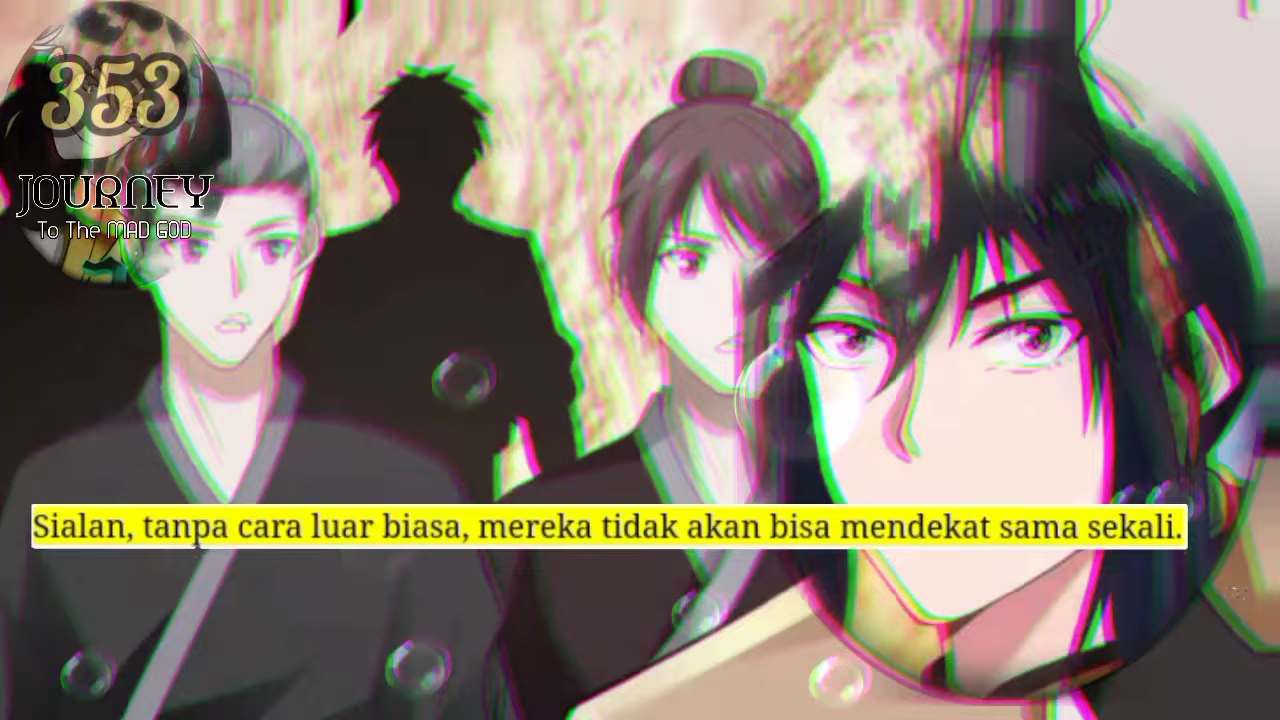 353
JOURNEY
To The MAD GOD
Sialan, tanpa cara luar biasa, mereka tidak akan bisa mendekat sama sekali.